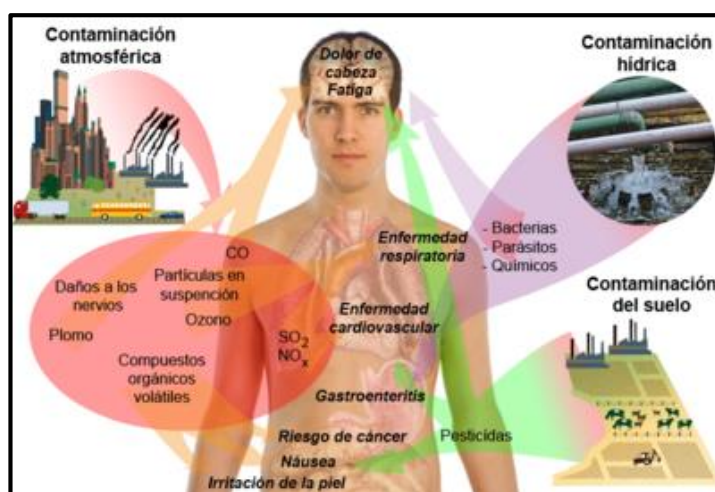 Contaminación
atmosférica
Dolor de
cabeza
Fatiga
Contaminación
hídrica
- Bacterias
- Parásitos
- Químicos
Enfermedad
respiratoria
CO
Partículas en
suspención
Daños a los
nervios
Ozono
Plomo
SO2
NOx
Compuestos
orgánicos
volátiles
Enfermedad
cardiovascular
Contaminación
del suelo
Gastroenteritis
Riesgo de cáncer
Pesticidas
Náusea
Irritación de la piel